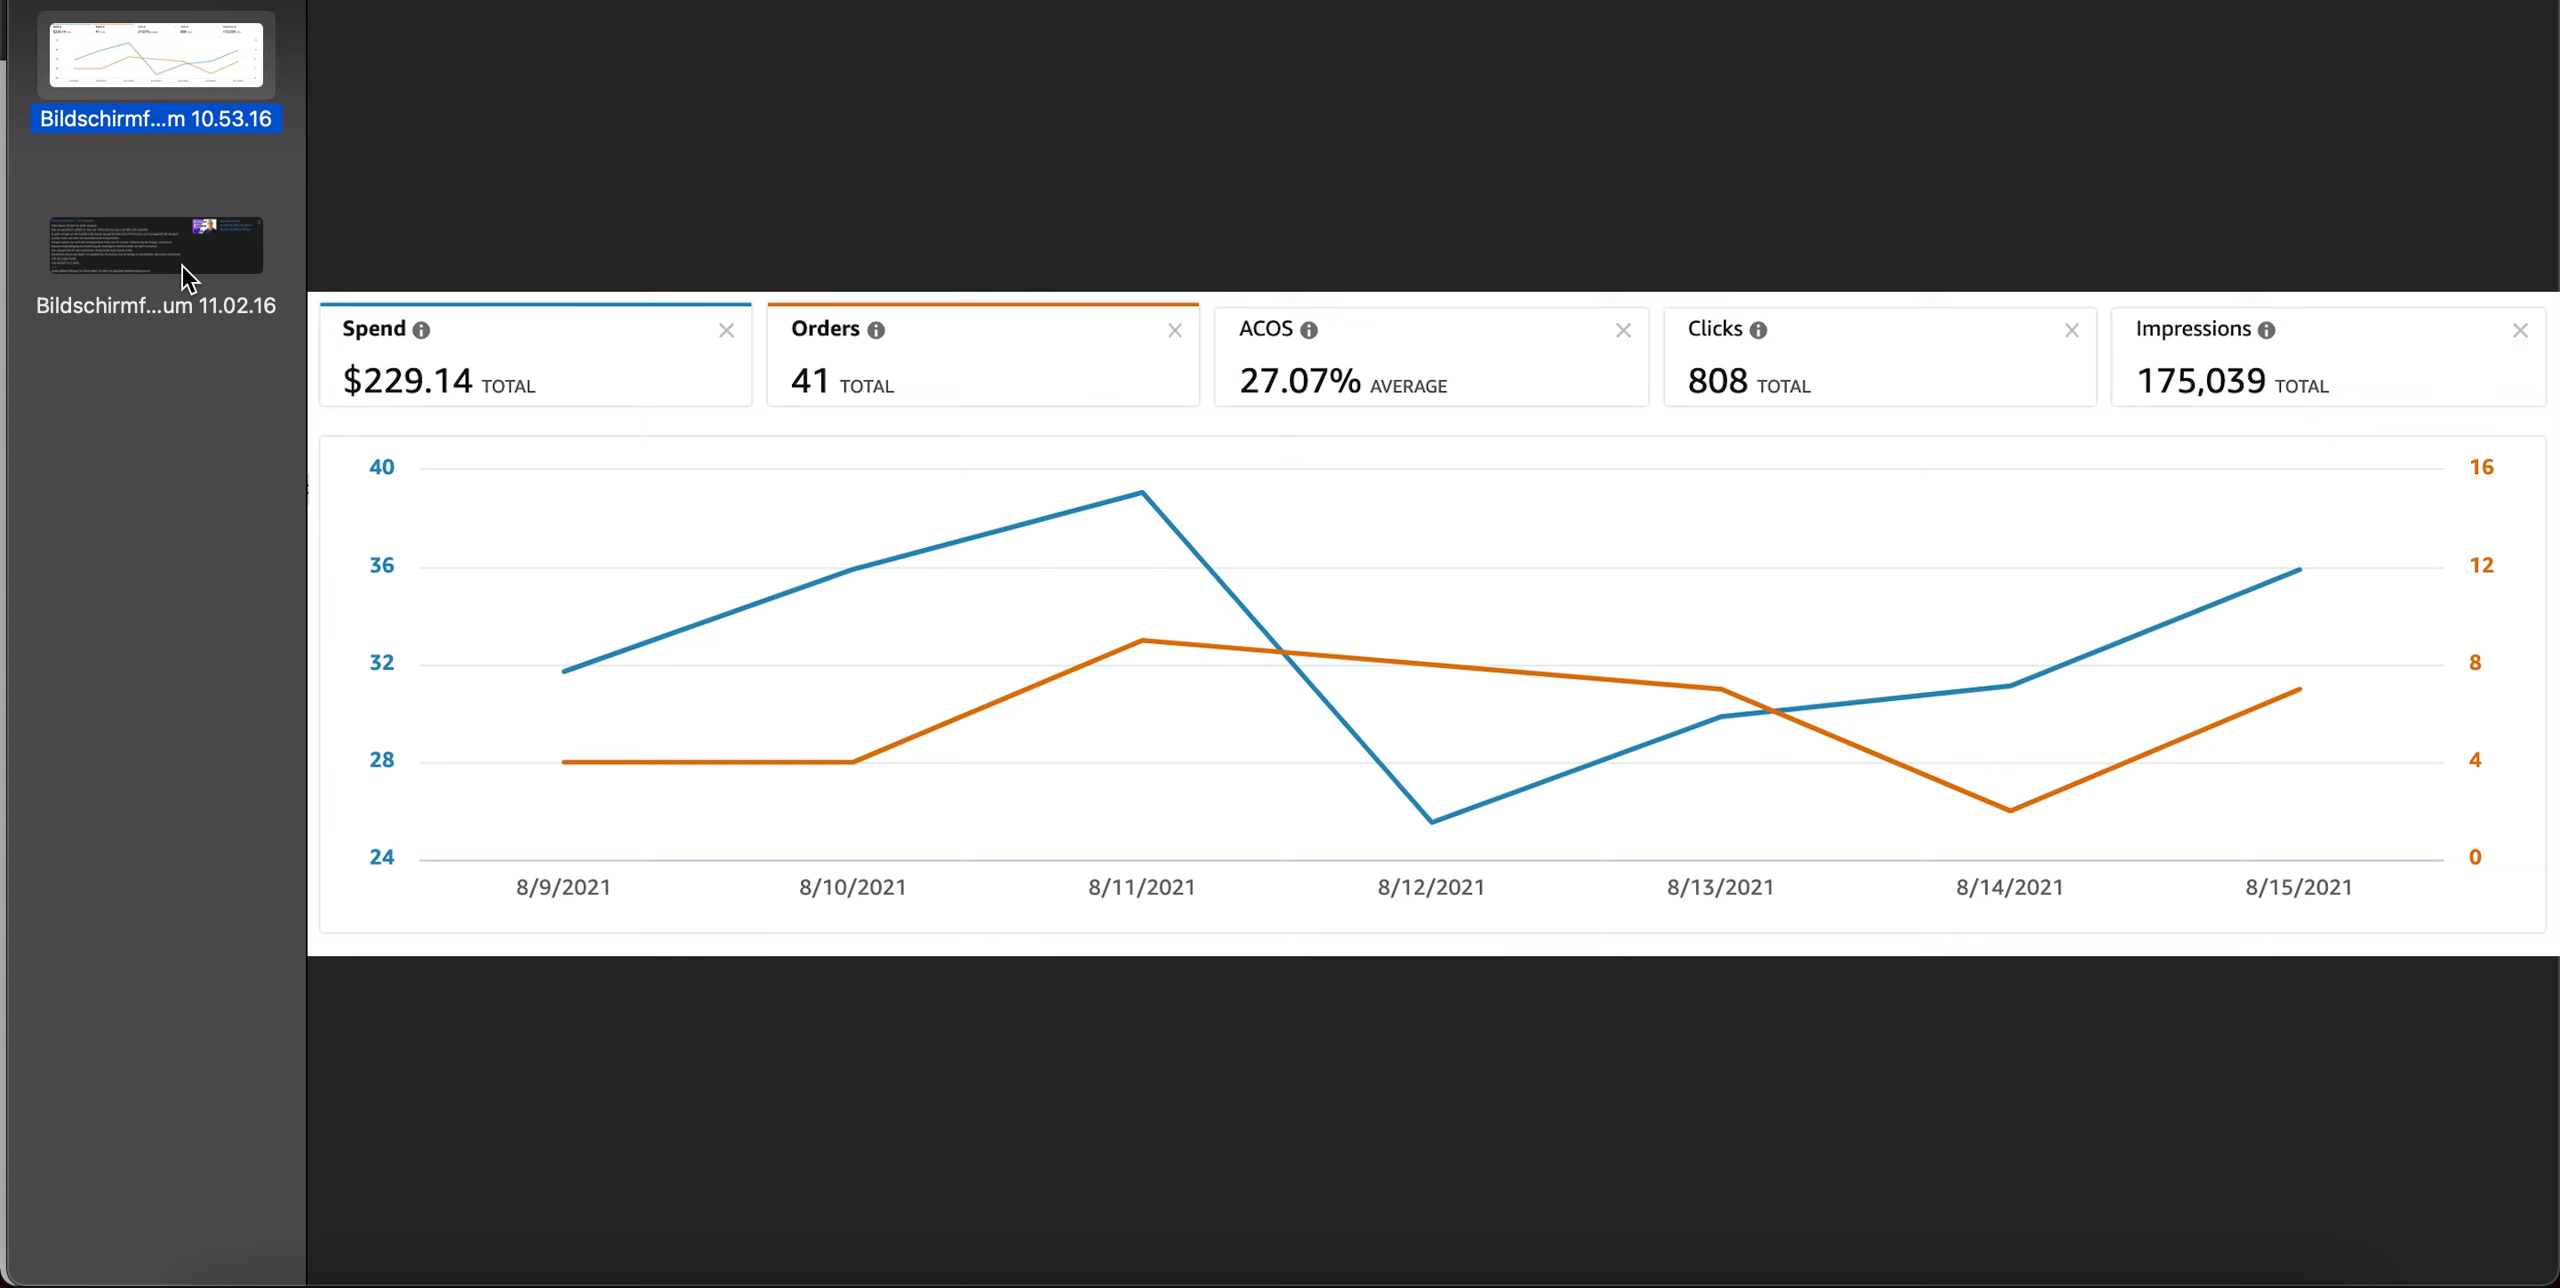 Bildschirmf...m 10.53.16
Bildschirmf...um 11.02.16
Spend
$229.14 TOTAL
Orders
41 TOTAL
ACOS
27.07% AVERAGE
Clicks
808 TOTAL
Impressions
175,039 TOTAL
40
36
32
28
24
16
12
8
4
0
8/9/2021
8/10/2021
8/11/2021
8/12/2021
8/13/2021
8/14/2021
8/15/2021